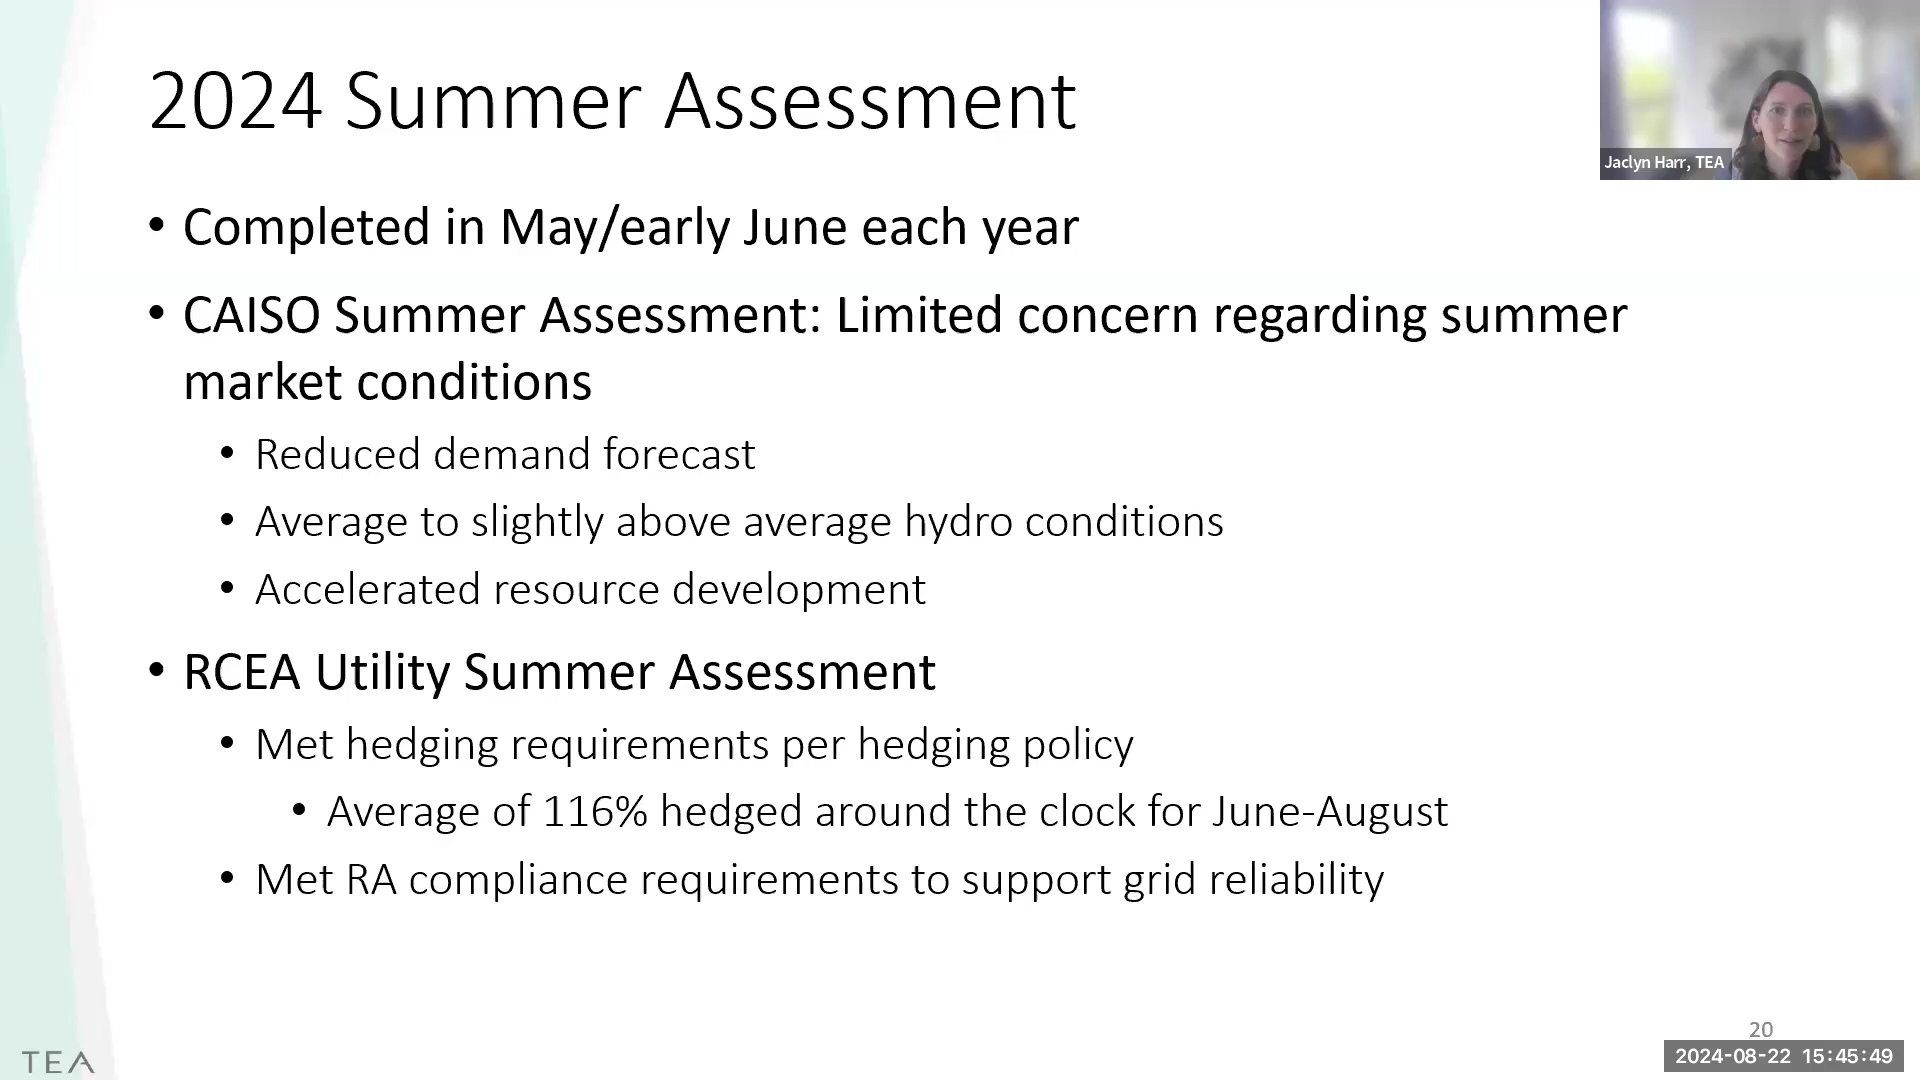 2024 Summer Assessment
Jaclyn Harr, TEA
• Completed in May/early June each year
• CAISO Summer Assessment: Limited concern regarding summer
market conditions
• Reduced demand forecast
• Average to slightly above average hydro conditions
• Accelerated resource development
• RCEA Utility Summer Assessment
• Met hedging requirements per hedging policy
• Average of 116% hedged around the clock for June-August
• Met RA compliance requirements to support grid reliability
20
TEA
2024-08-22 15:45:49